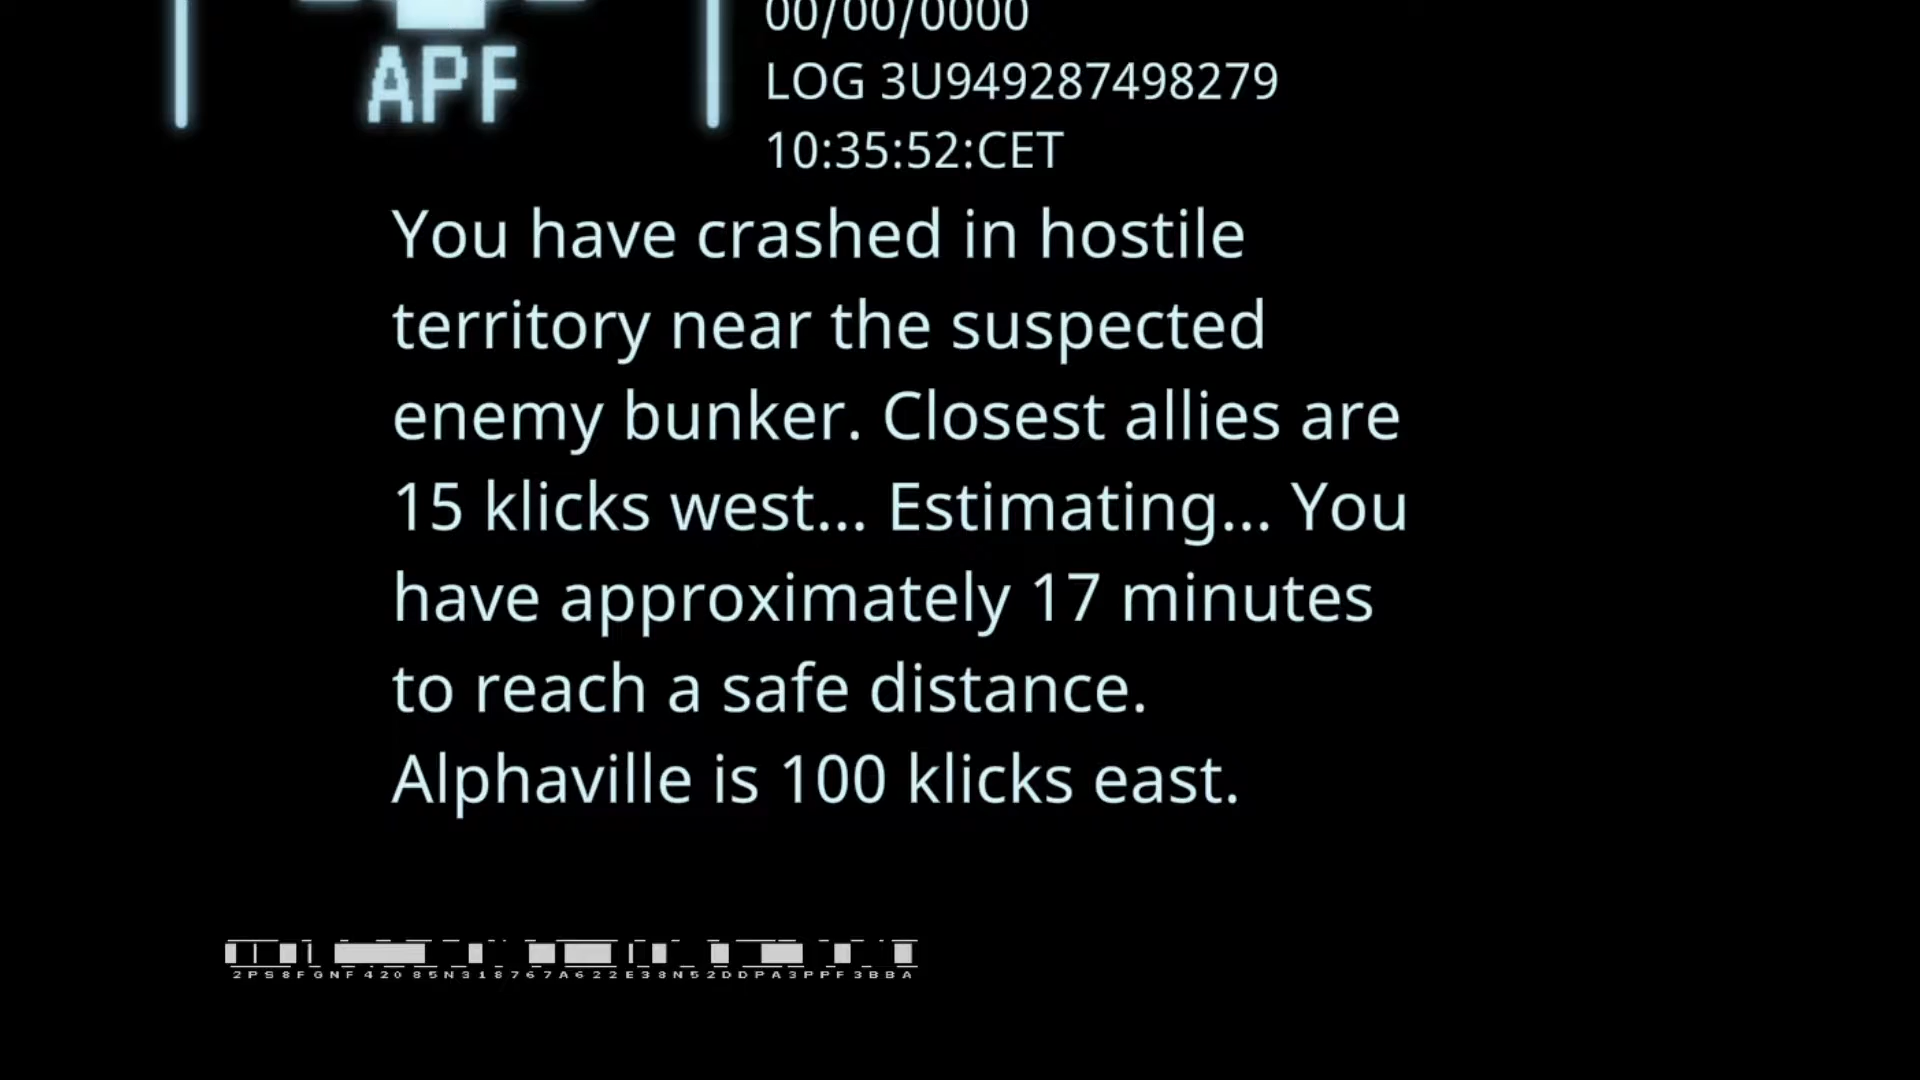 00/00/0000
APF
LOG 3U949287498279
10:35:52:CET
You have crashed in hostile
territory near the suspected
enemy bunker. Closest allies are
15 klicks west... Estimating... You
have approximately 17 minutes
to reach a safe distance.
Alphaville is 100 klicks east.
2PS8FGNF42085N318767A622E38N52DDPA3PPF3BBA